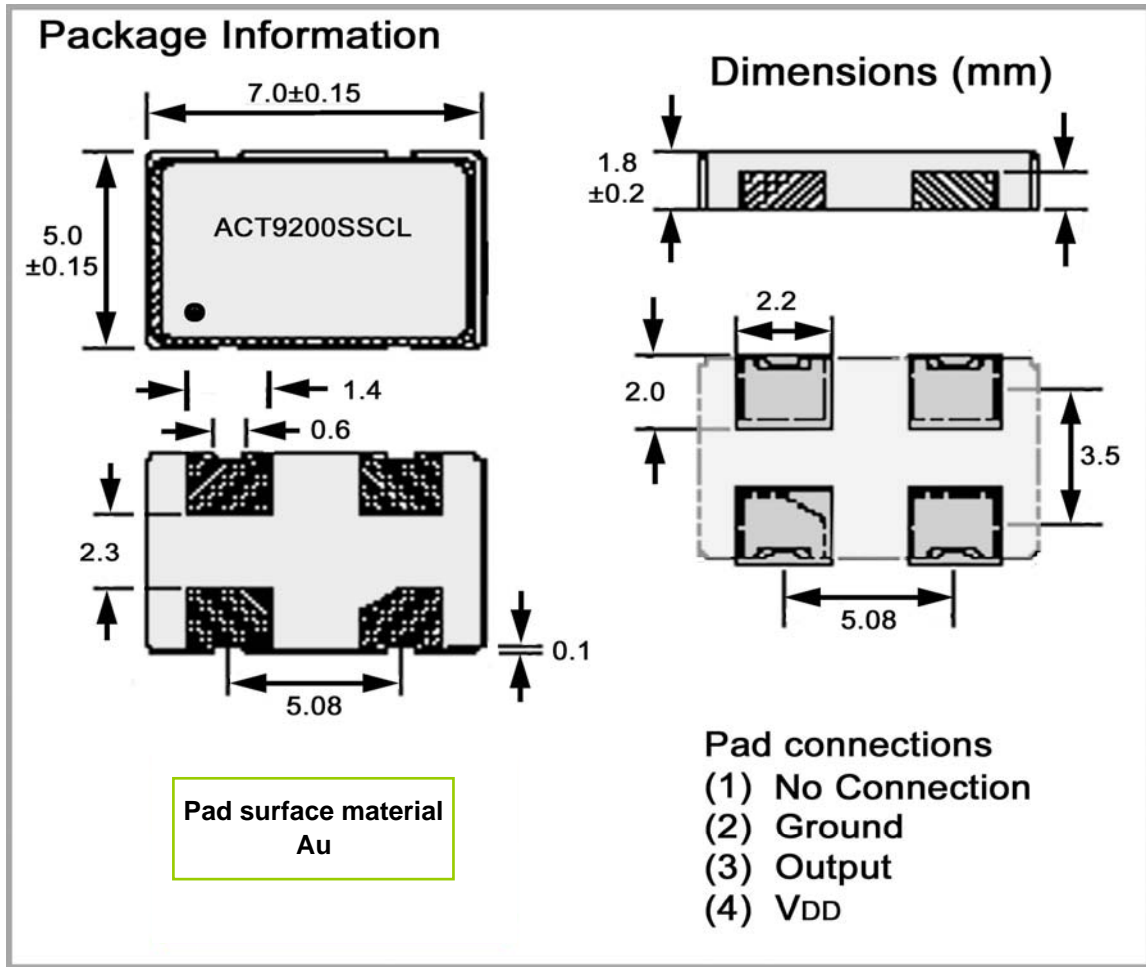 Package Information
Dimensions (mm)
7.0±0.15
5.0
±0.15
ACT9200SSCL
1.8
±0.2
2.2
2.0
3.5
5.08
1.4
0.6
2.3
0.1
5.08
Pad surface material
Au
Pad connections
(1) No Connection
(2) Ground
(3) Output
(4) VDD